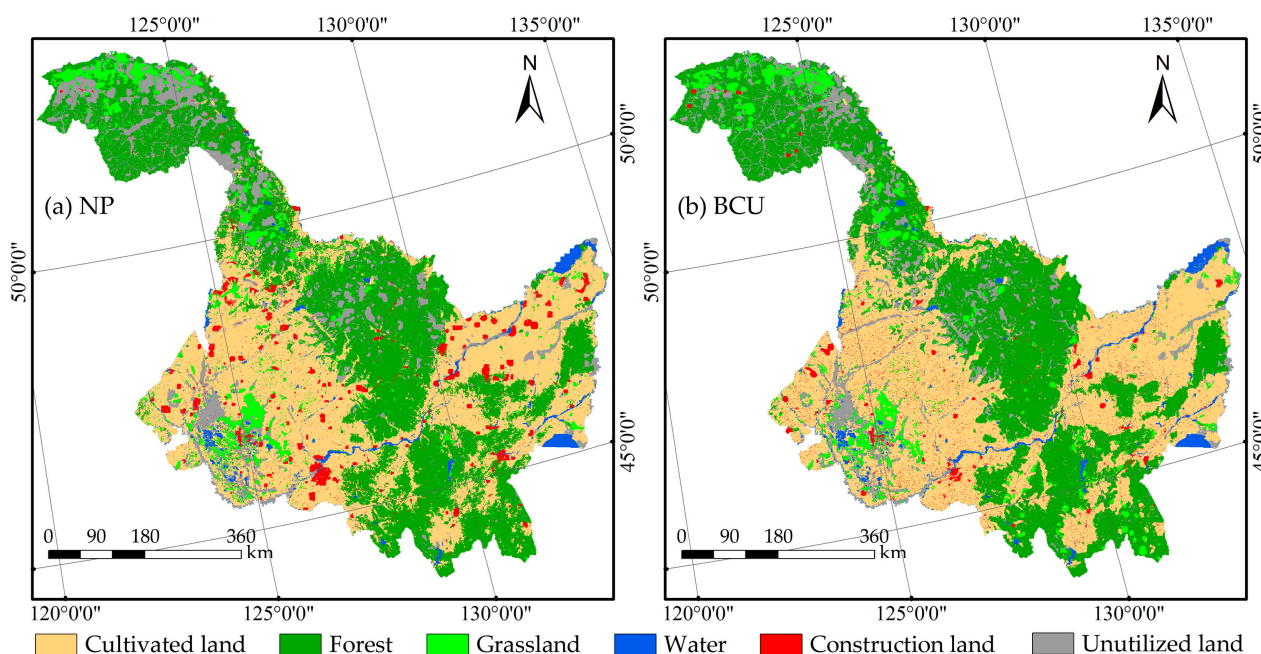 125°0'0" 130°0'0" 135°0'0"
125°0'0" 130°0'0" 135°0'0"
N
N
50°0'0"
50°0'0"
(a) NP
(b) BCU
50°0'0"
50°0'0"
45°0'0"
45°0'0"
0 90 180 360
km
0 90 180 360
km
120°0'0" 125°0'0" 130°0'0"
120°0'0" 125°0'0" 130°0'0"
Cultivated land Forest Grassland Water Construction land Unutilized land